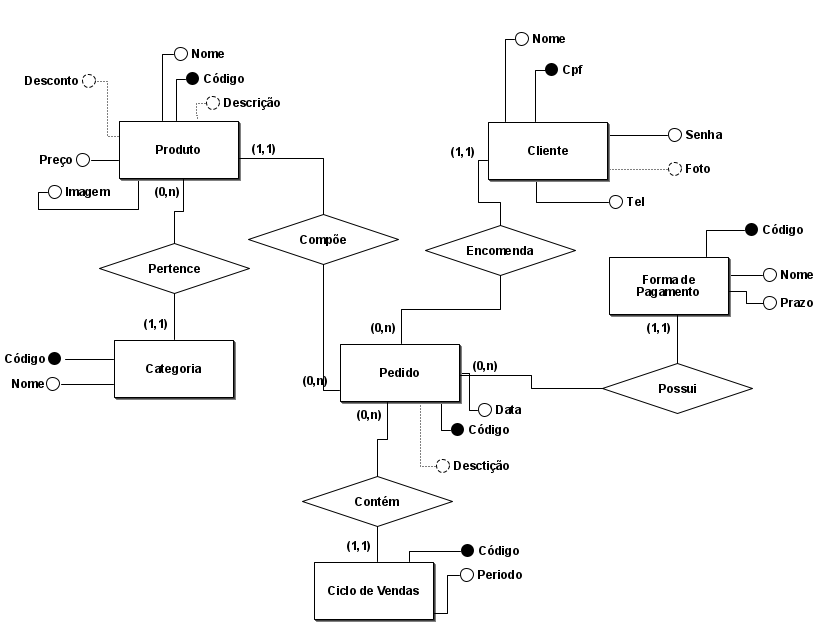 Nome
Código
Desconto
Descrição
Produto
(1,1)
Preço
Imagem
(0,n)
Compõe
Pertence
(1,1)
Código
Nome
Categoria
Nome
Cpf
Cliente
Senha
(1,1)
Foto
Tel
Encomenda
(0,n)
Código
Forma de
Pagamento
Nome
Prazo
(1,1)
Possui
Pedido
(0,n)
(0,n)
(0,n)
Data
Código
Desctição
Contém
(1,1)
Código
Ciclo de Vendas
Periodo